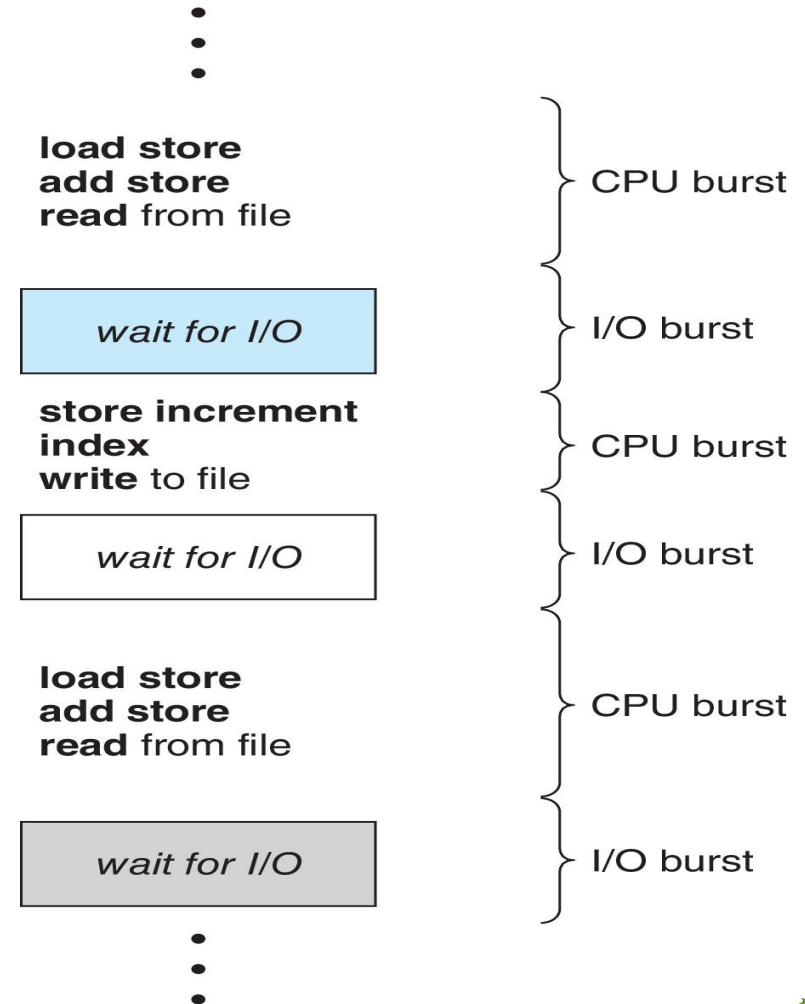 load store
add store
read from file
CPU burst
wait for I/O
I/O burst
store increment
index
write to file
CPU burst
wait for I/O
I/O burst
load store
add store
read from file
CPU burst
wait for I/O
I/O burst